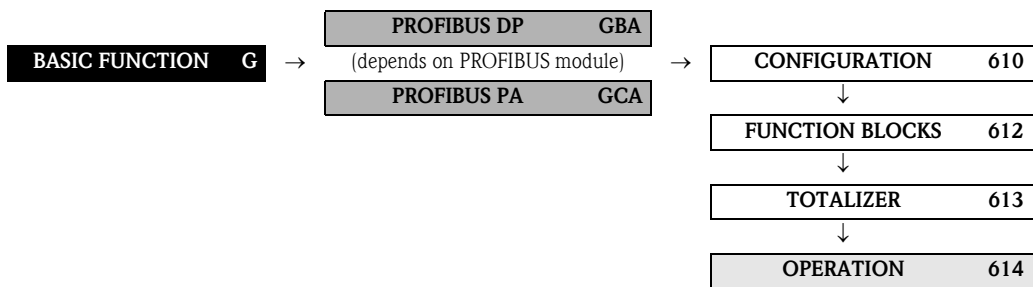 PROFIBUS DP GBA
BASIC FUNCTION G → (depends on PROFIBUS module) → CONFIGURATION 610
PROFIBUS PA GCA
↓
FUNCTION BLOCKS 612
↓
TOTALIZER 613
↓
OPERATION 614